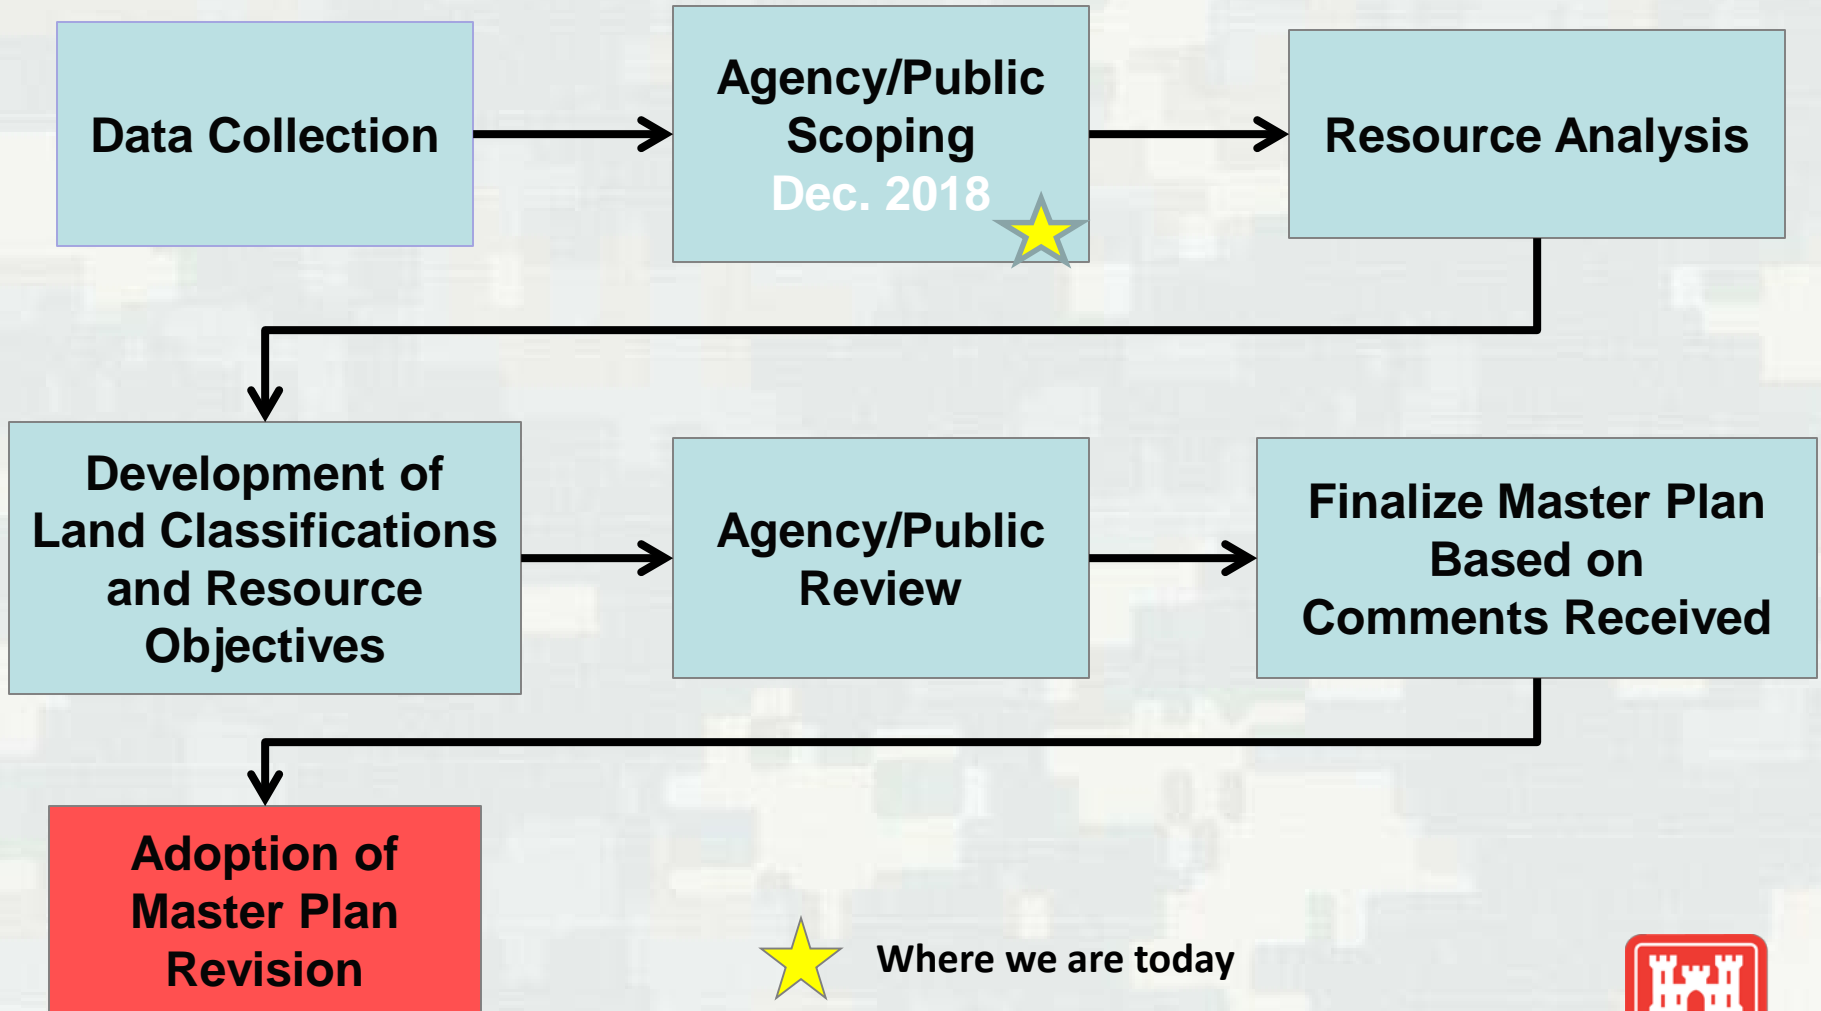 Data Collection
Agency/Public
Scoping
Dec. 2018
Resource Analysis
Development of
Land Classifications
and Resource
Objectives
Agency/Public
Review
Finalize Master Plan
Based on
Comments Received
Adoption of
Master Plan
Revision
Where we are today